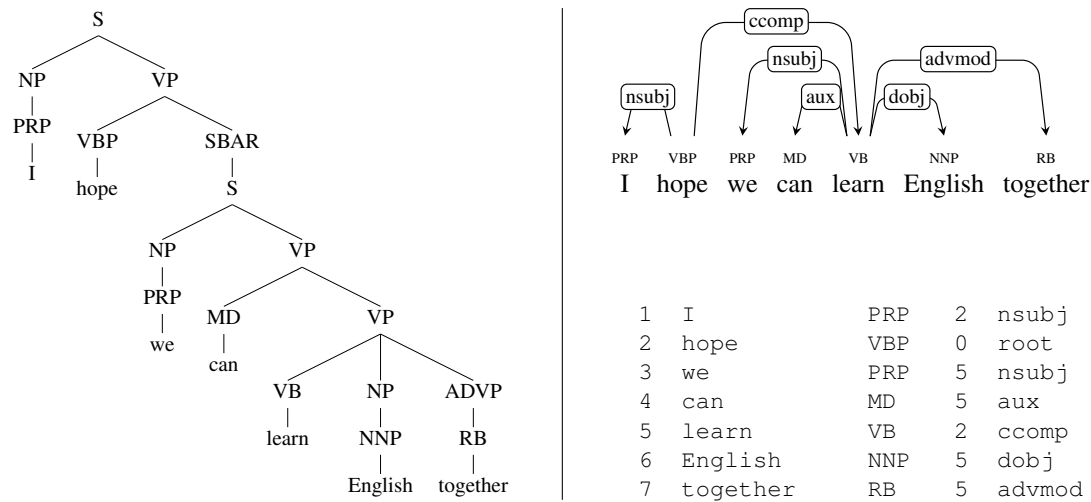 S
NP VP
PRP VBP SBAR
I hope S
NP VP
PRP MD VP
we can
VB NP ADVP
learn NNP RB
English together
ccomp
nsubj advmod
nsubj aux dobj
PRP VBP PRP MD VB NNP RB
I hope we can learn English together
1 I PRP 2 nsubj
2 hope VBP 0 root
3 we PRP 5 nsubj
4 can MD 5 aux
5 learn VB 2 ccomp
6 English NNP 5 dobj
7 together RB 5 advmod